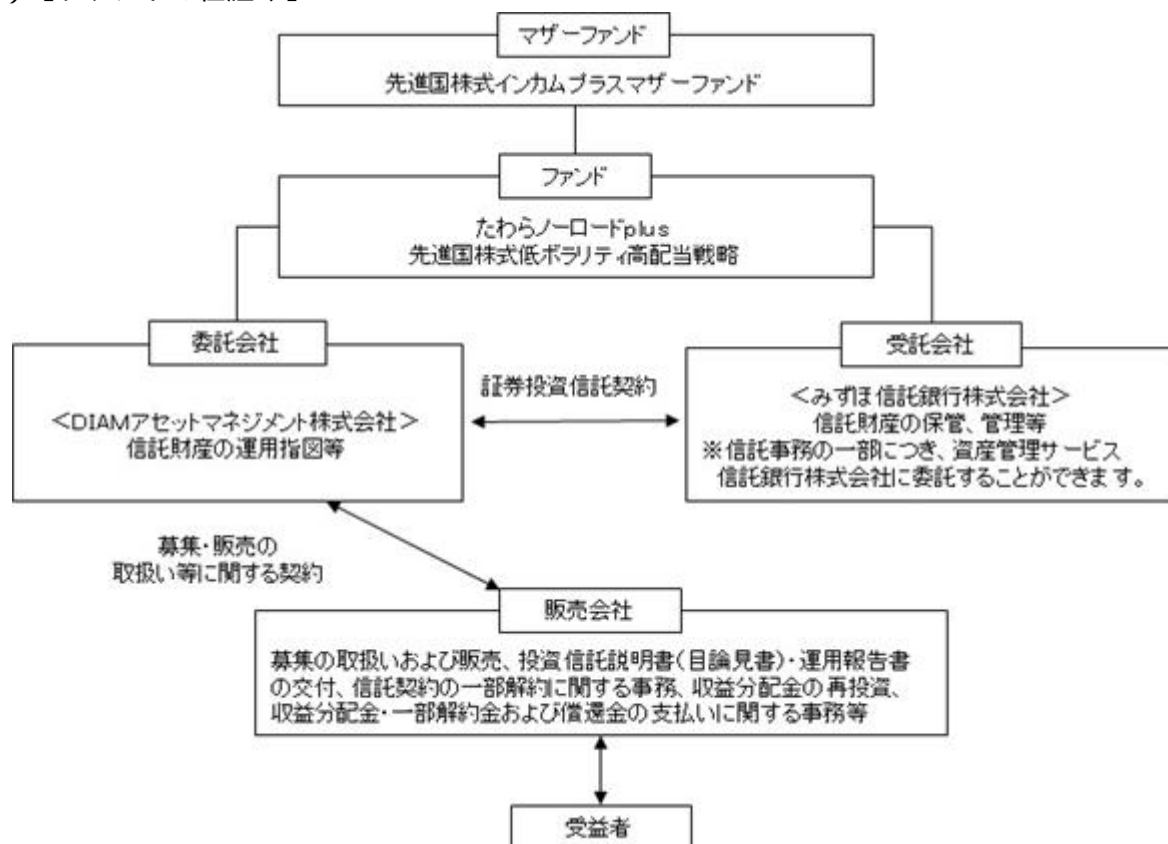 マザーファンド
先進国株式インカムプラスマザーファンド
ファンド
たわらノーロードplus
先進国株式低ボラリティ高配当戦略
委託会社
<DIAMアセットマネジメント株式会社>
信託財産の運用指図等
証券投資信託契約
受託会社
<みずほ信託銀行株式会社>
信託財産の保管、管理等
※信託事務の一部につき、資産管理サービス
信託銀行株式会社に委託することができます。
募集・販売の
取扱い等に関する契約
販売会社
募集の取扱いおよび販売、投資信託説明書(目論見書)・運用報告書
の交付、信託契約の一部解約に関する事務、収益分配金の再投資、
収益分配金・一部解約金および償還金の支払いに関する事務等
受益者